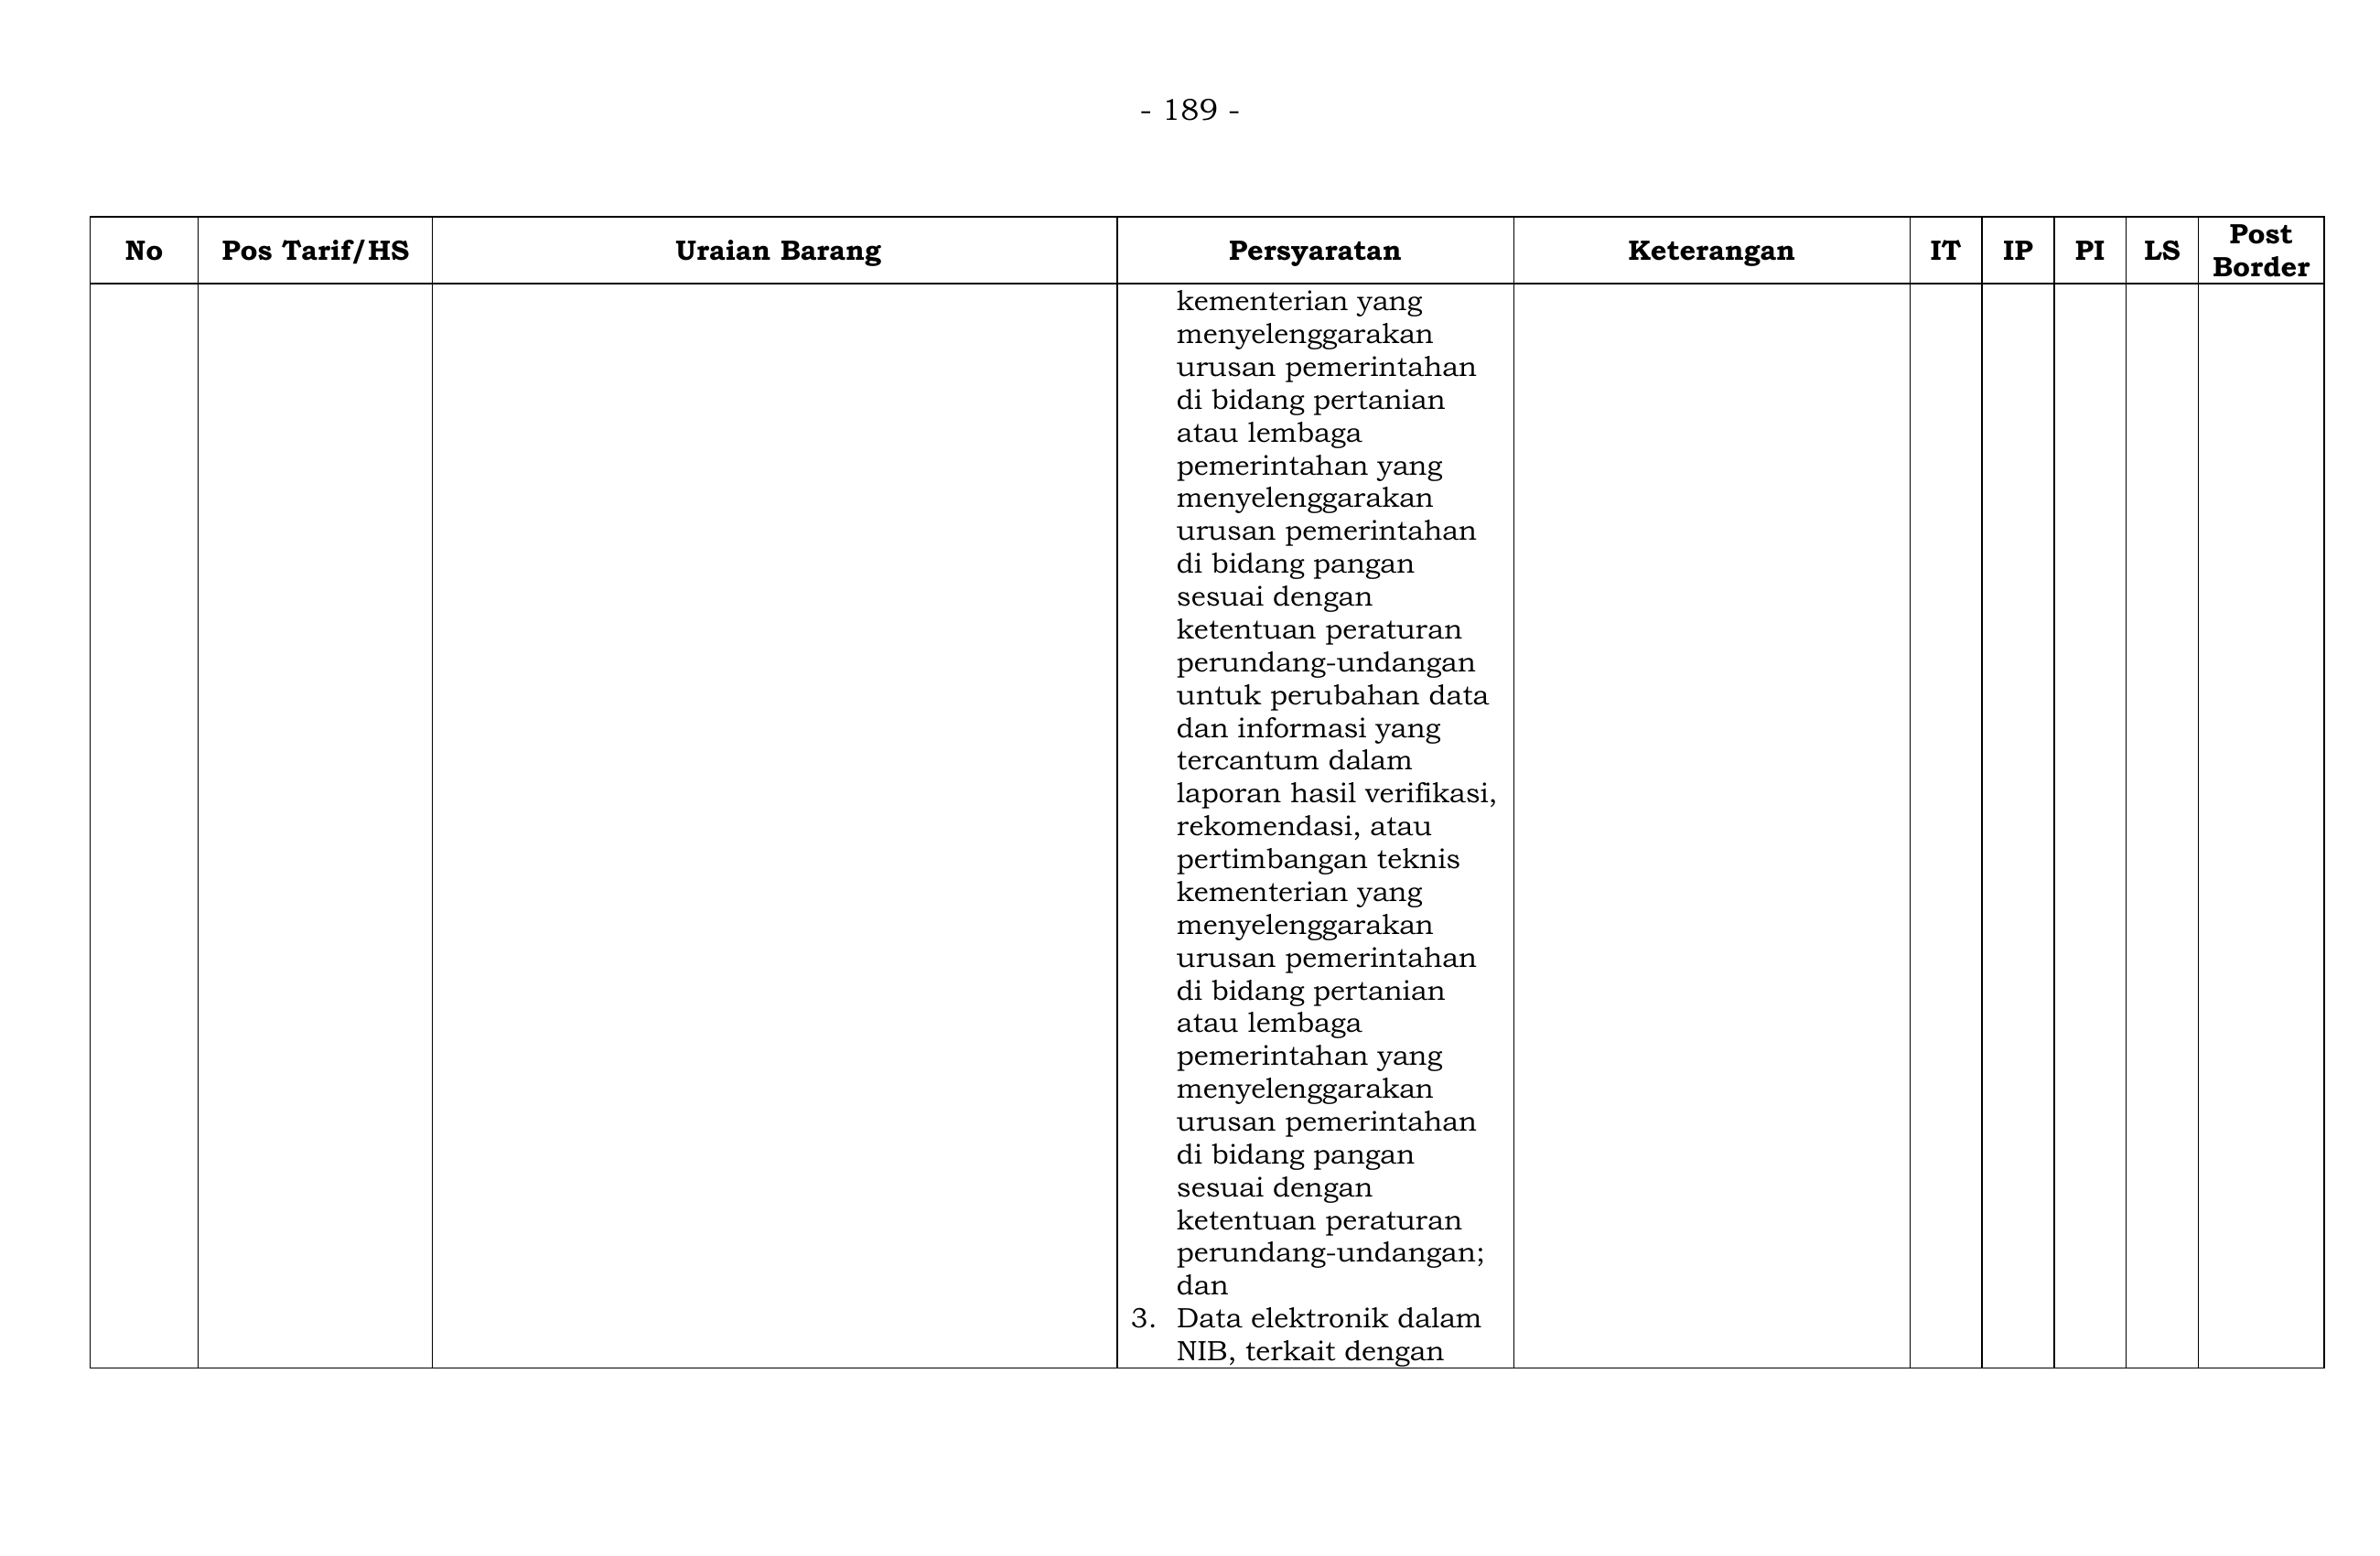 - 189 -
No Pos Tarif/HS Uraian Barang Persyaratan Keterangan IT IP PI LS Post Border
kementerian yang
menyelenggarakan
urusan pemerintahan
di bidang pertanian
atau lembaga
pemerintahan yang
menyelenggarakan
urusan pemerintahan
di bidang pangan
sesuai dengan
ketentuan peraturan
perundang-undangan
untuk perubahan data
dan informasi yang
tercantum dalam
laporan hasil verifikasi,
rekomendasi, atau
pertimbangan teknis
kementerian yang
menyelenggarakan
urusan pemerintahan
di bidang pertanian
atau lembaga
pemerintahan yang
menyelenggarakan
urusan pemerintahan
di bidang pangan
sesuai dengan
ketentuan peraturan
perundang-undangan;
dan
3. Data elektronik dalam
NIB, terkait dengan